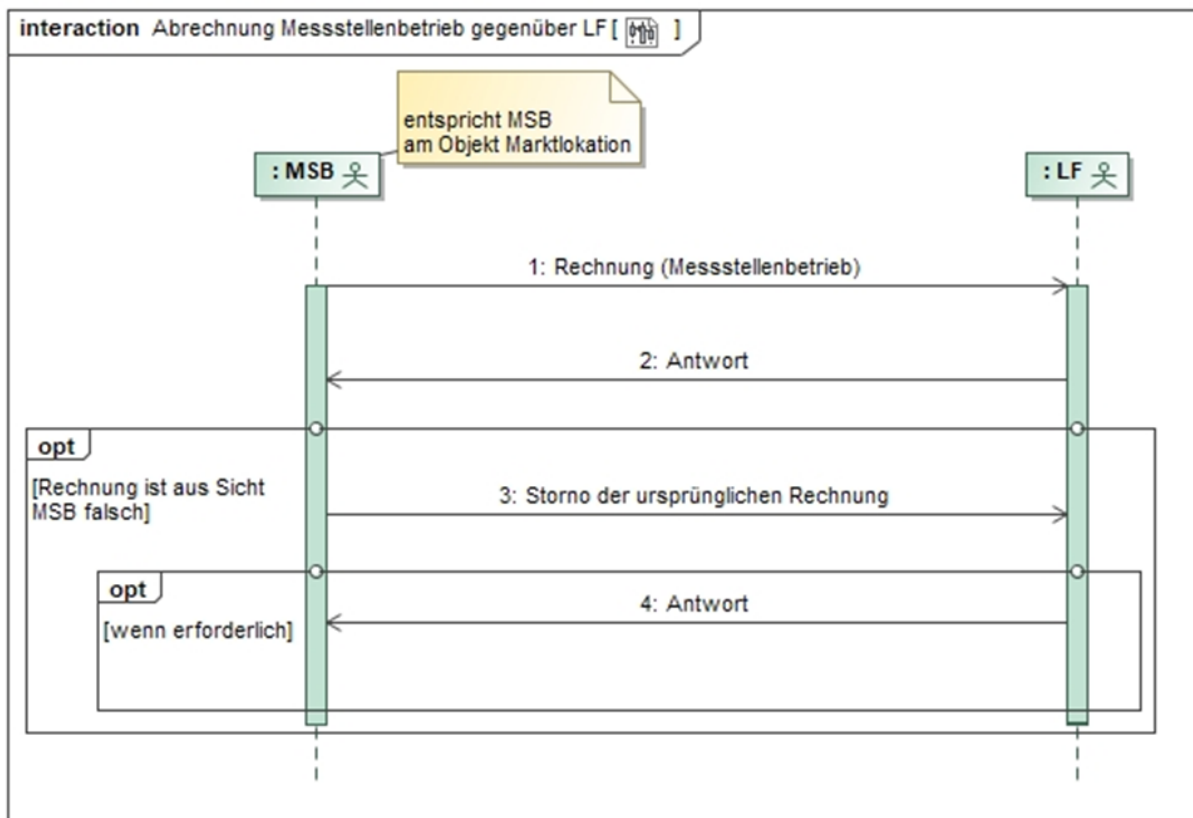 interaction Abrechnung Messstellenbetrieb gegenüber LF [ ]
entspricht MSB
am Objekt Marktlokation
: MSB
: LF
1: Rechnung (Messstellenbetrieb)
2: Antwort
opt
[Rechnung ist aus Sicht
MSB falsch]
3: Storno der ursprünglichen Rechnung
opt
[wenn erforderlich]
4: Antwort